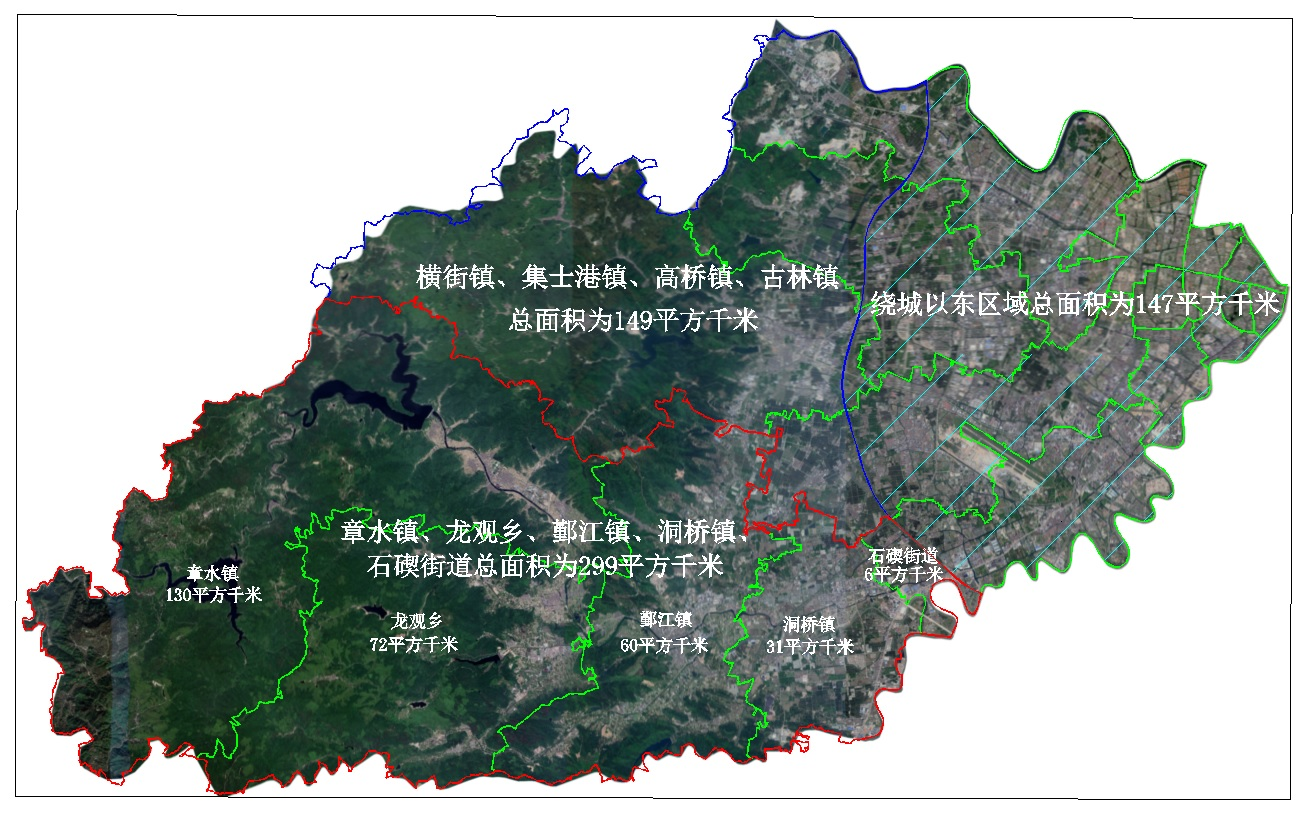 横街镇、集士港镇、高桥镇、古林镇
总面积为149平方千米
绕城以东区域总面积为147平方千米
章水镇、龙观乡、鄞江镇、洞桥镇、
石碶街道总面积为299平方千米
石碶街道
6平方千米
章水镇
130平方千米
龙观乡
72平方千米
鄞江镇
60平方千米
洞桥镇
31平方千米